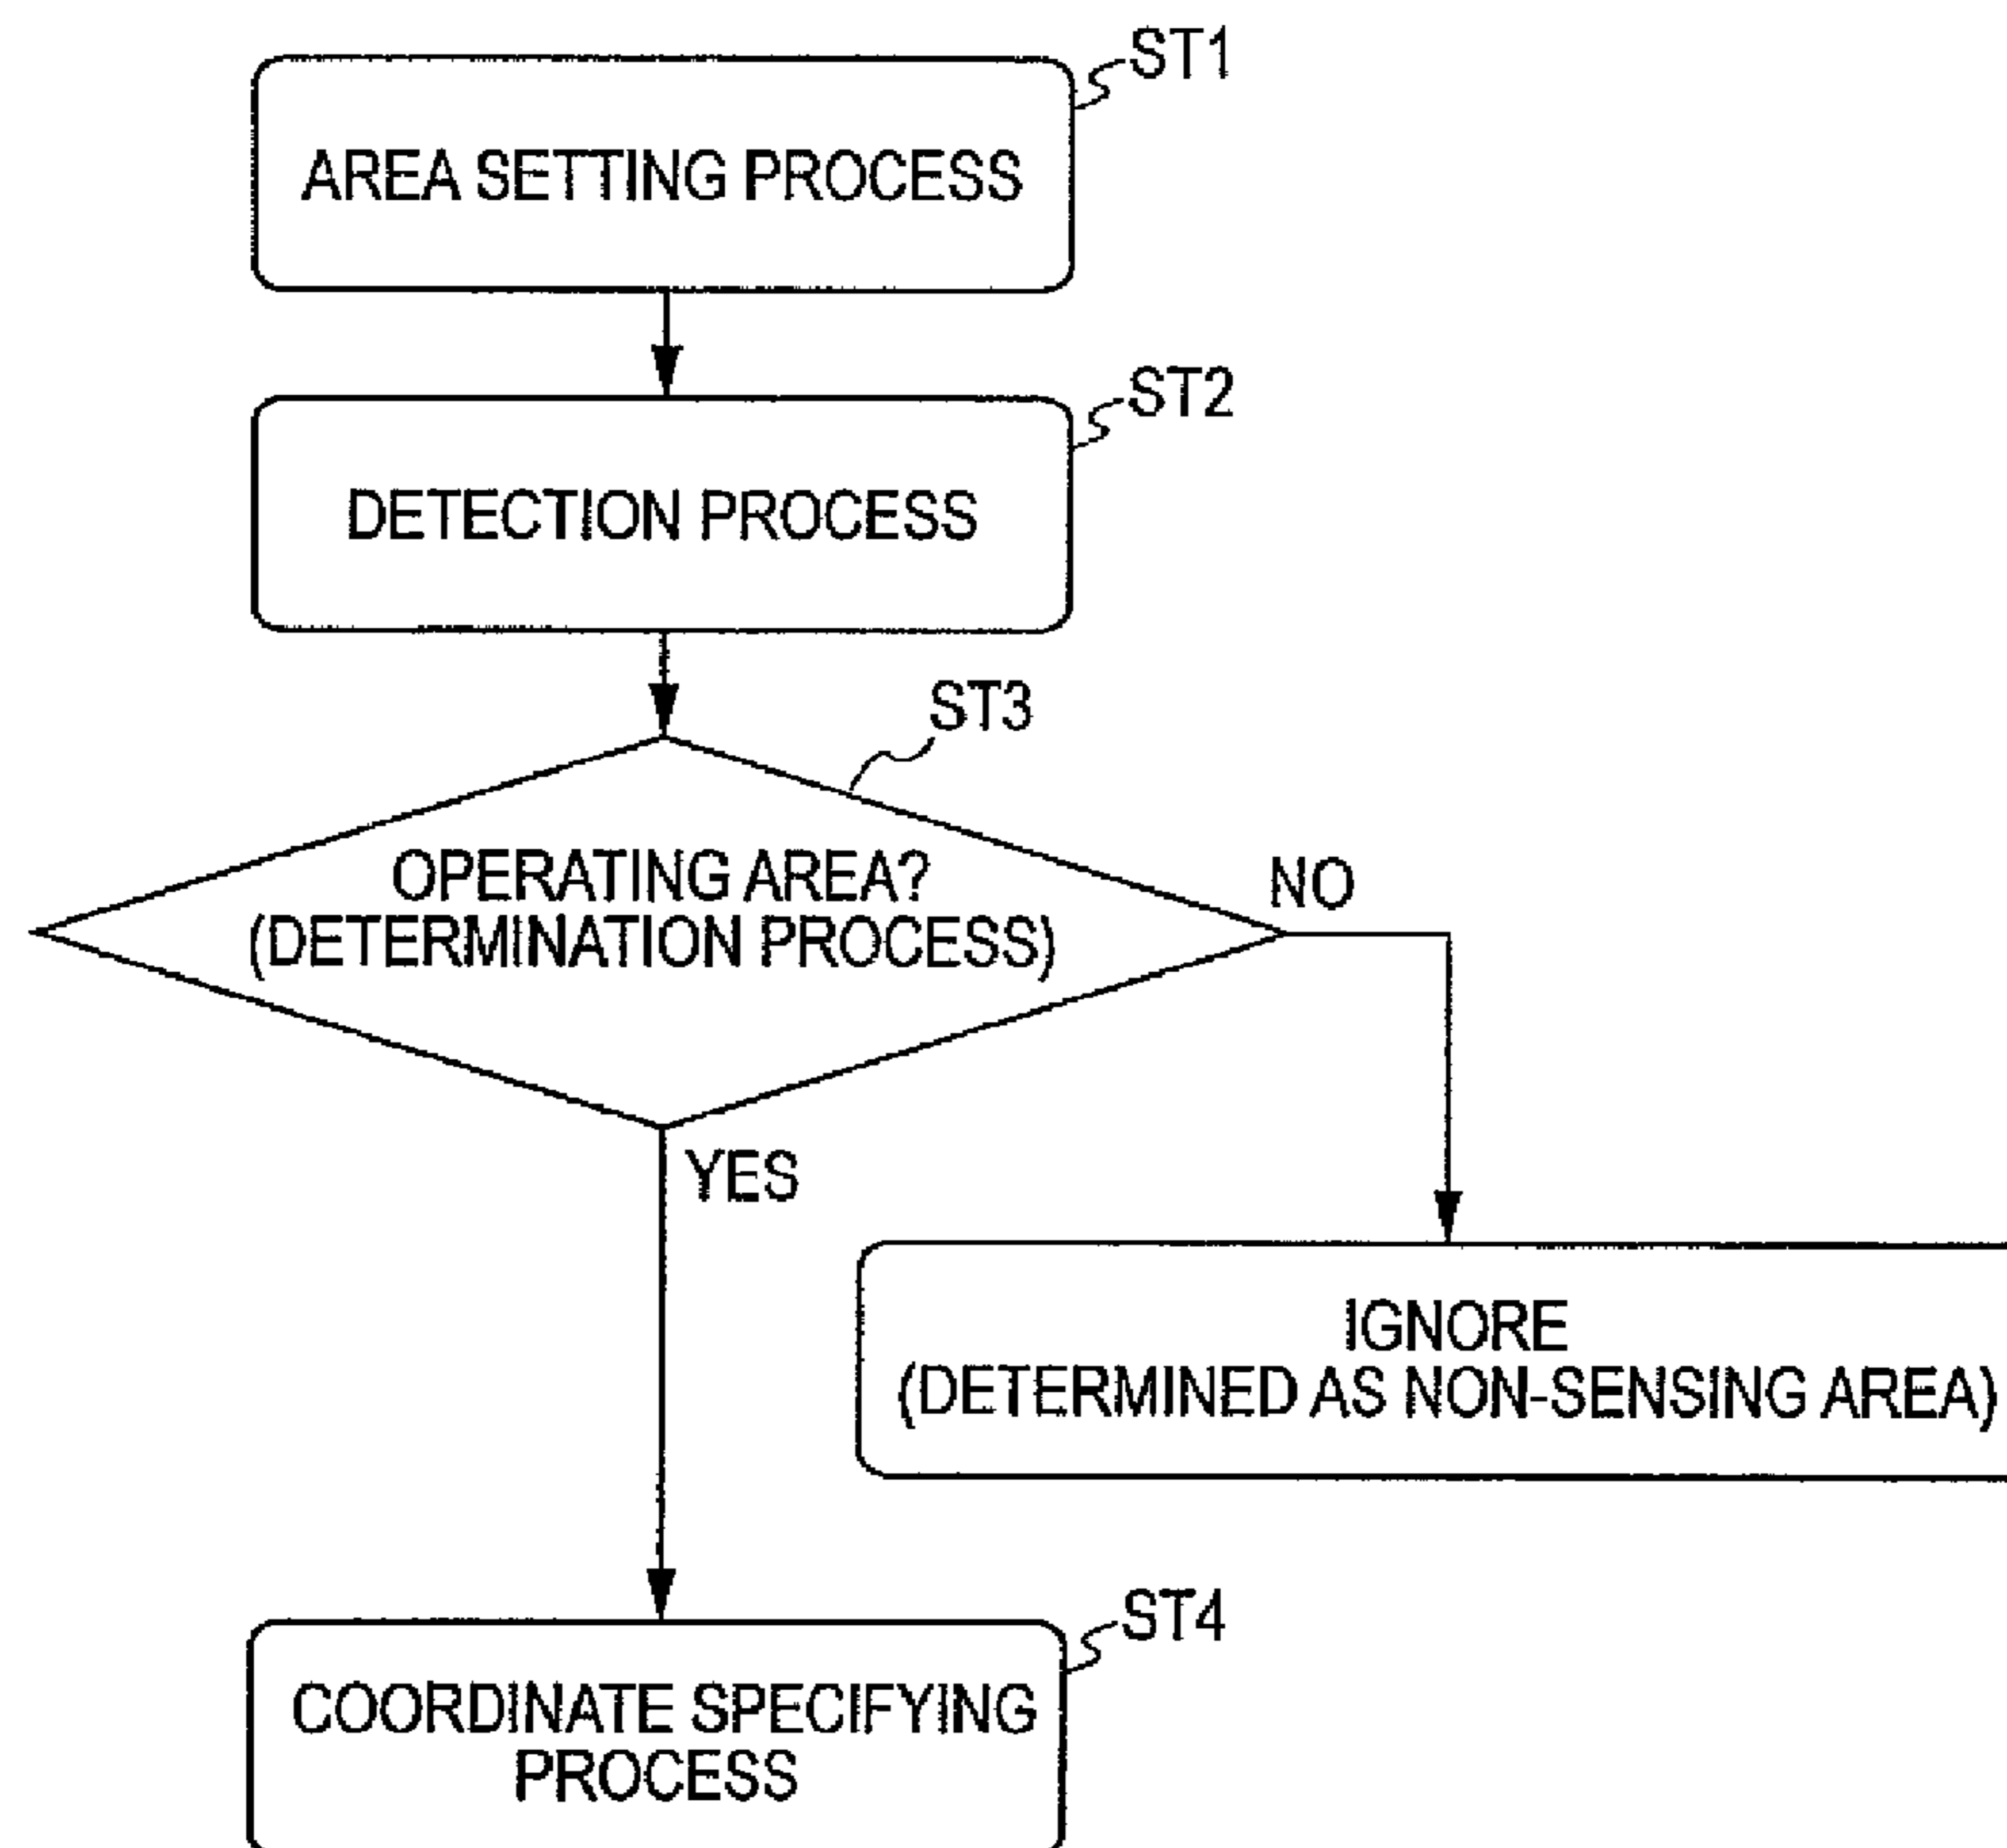 ST1
AREA SETTING PROCESS
ST2
DETECTION PROCESS
ST3
OPERATING AREA?
(DETERMINATION PROCESS)
NO
YES
IGNORE
(DETERMINED AS NON-SENSING AREA)
ST4
COORDINATE SPECIFYING
PROCESS